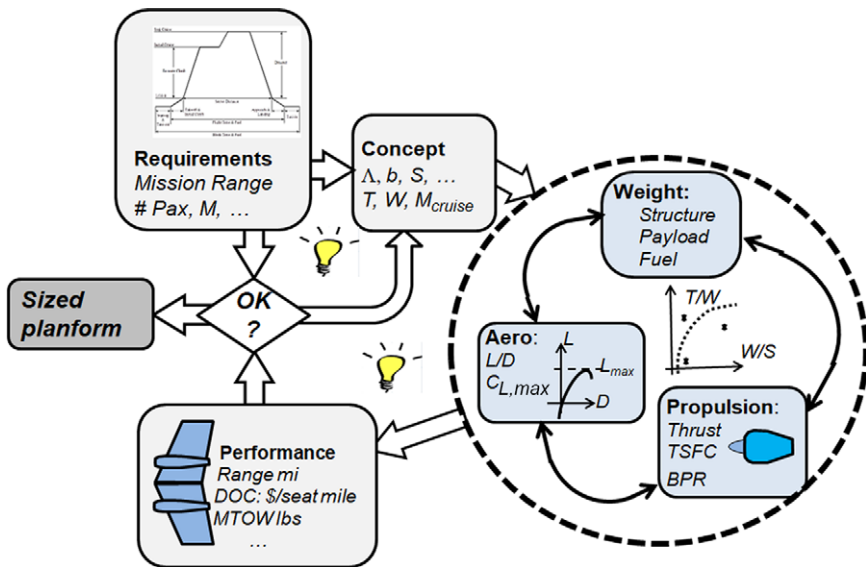 Requirements
Mission Range
# Pax, M, …
Concept
Λ, b, S, …
T, W, Mcruise
Weight:
Structure
Payload
Fuel
T/W
W/S
Aero:
L/D
CL,max
L
Lmax
D
Propulsion:
Thrust
TSFC
BPR
OK
?
Sized
planform
Performance
Range mi
DOC: $/seat mile
MTOW lbs
…